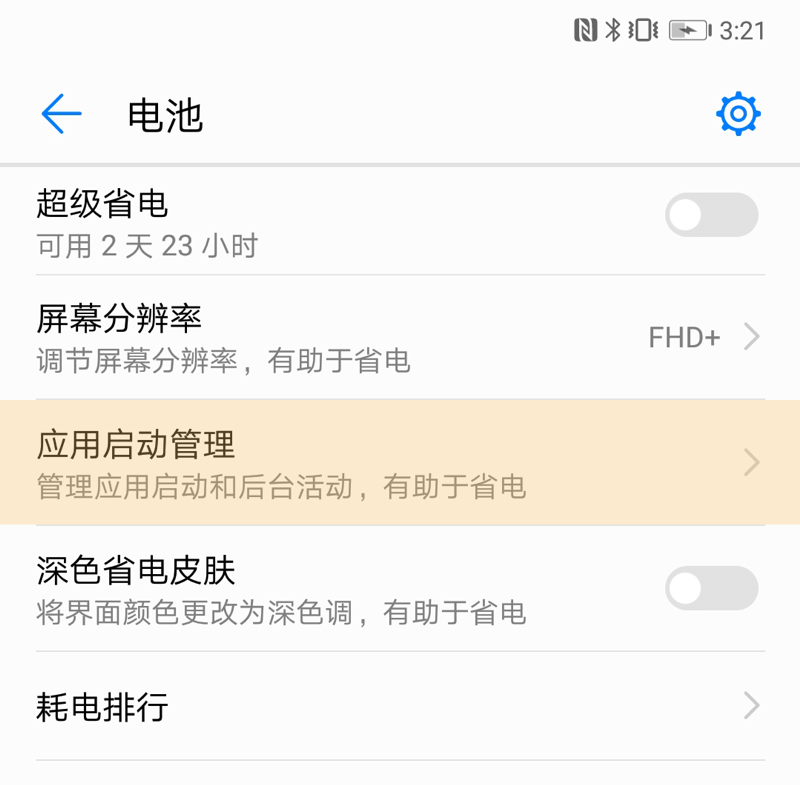 3:21
电池
超级省电
可用 2 天 23 小时
屏幕分辨率
FHD+
调节屏幕分辨率，有助于省电
应用启动管理
管理应用启动和后台活动，有助于省电
深色省电皮肤
将界面颜色更改为深色调，有助于省电
耗电排行